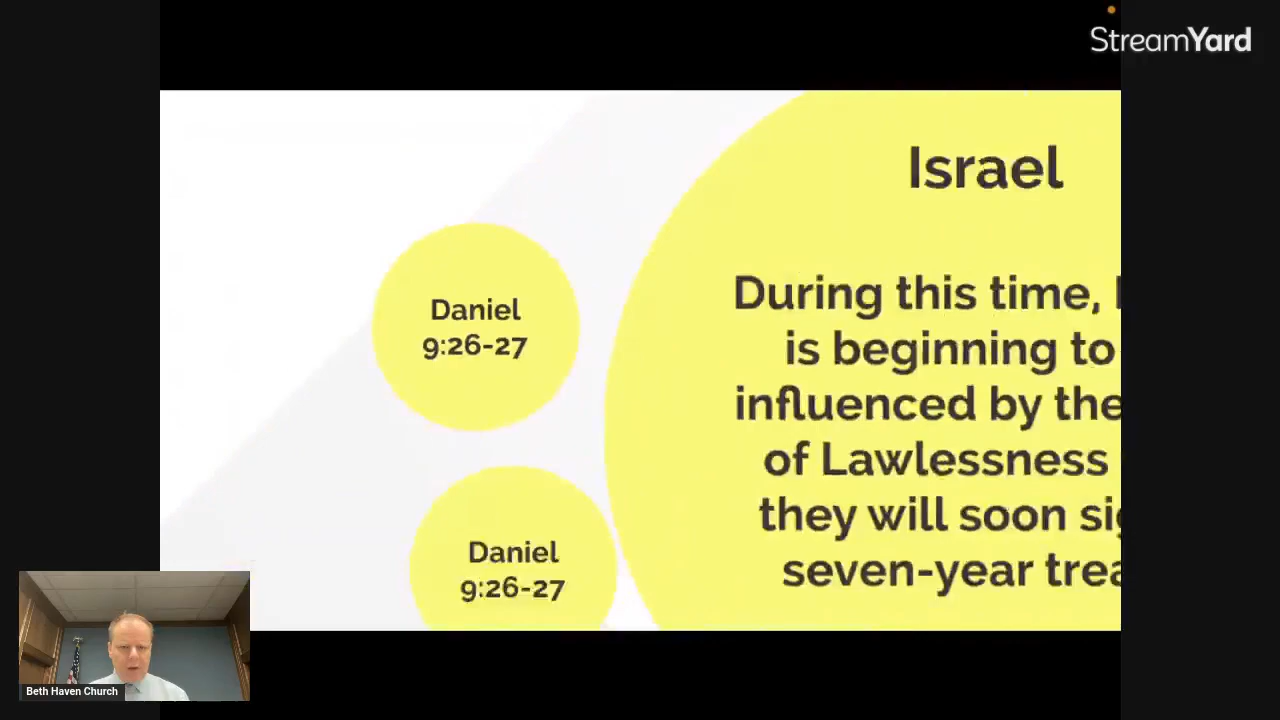 StreamYard
Israel
During this time,
is beginning to
influenced by the
of Lawlessness
they will soon
seven-year
Daniel
9:26-27
Daniel
9:26-27
Beth Haven Church